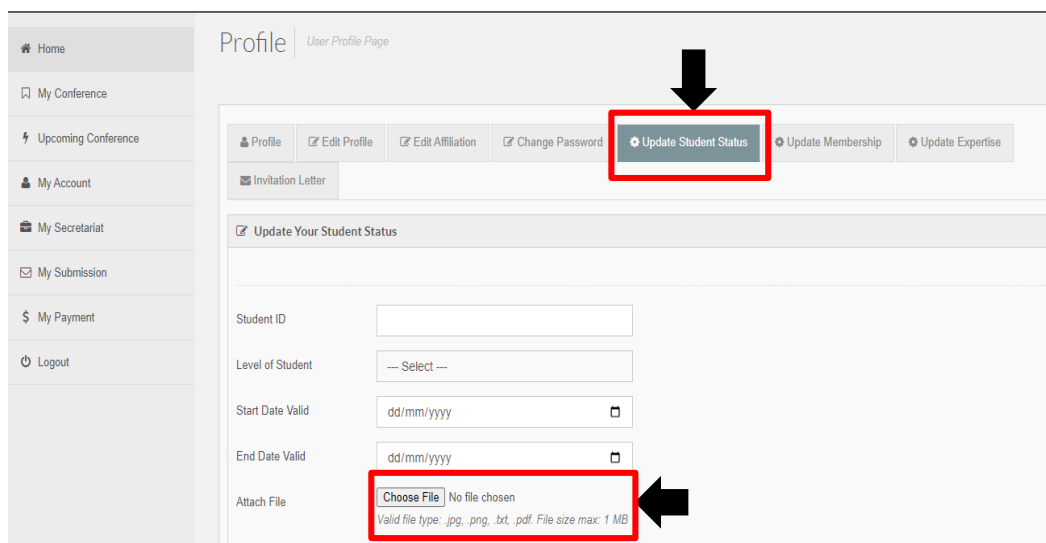 Home
My Conference
Upcoming Conference
My Account
My Secretariat
My Submission
$ My Payment
Logout
Profile User Profile Page
Profile Edit Profile Edit Affiliation Change Password Update Student Status Update Membership Update Expertise
Invitation Letter
Update Your Student Status
Student ID
Level of Student --- Select ---
Start Date Valid dd/mm/yyyy
End Date Valid dd/mm/yyyy
Attach File Choose File No file chosen
Valid file type: .jpg, .png, .txt, .pdf. File size max: 1 MB